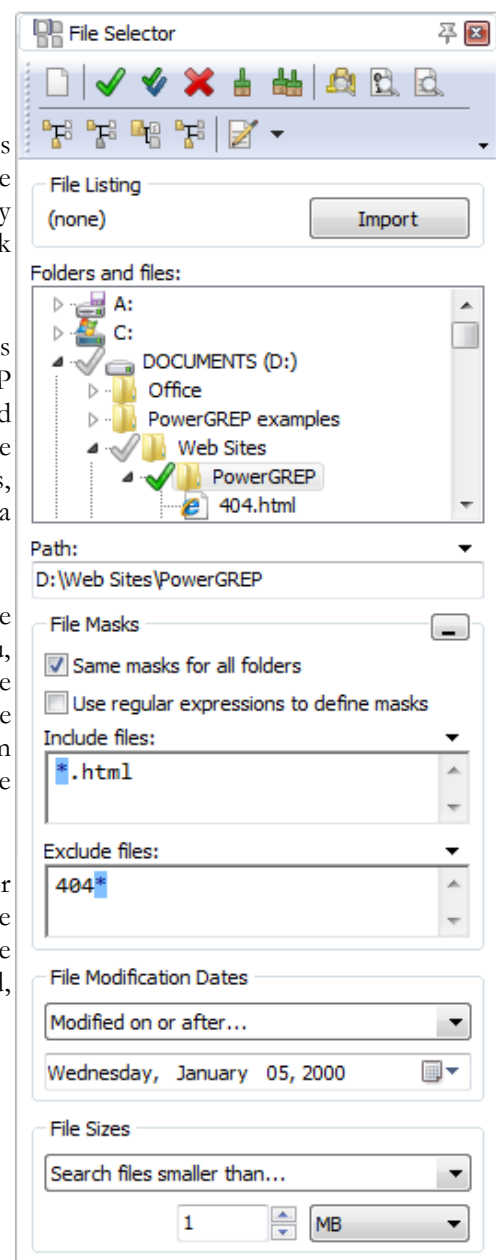 File Selector
File Listing
(none)
Import
Folders and files:
A:
C:
DOCUMENTS (D:)
Office
PowerGREP examples
Web Sites
PowerGREP
404.html
Path:
D:\Web Sites\PowerGREP
File Masks
Same masks for all folders
Use regular expressions to define masks
Include files:
*.html
Exclude files:
404*
File Modification Dates
Modified on or after...
Wednesday, January 05, 2000
File Sizes
Search files smaller than...
1 MB